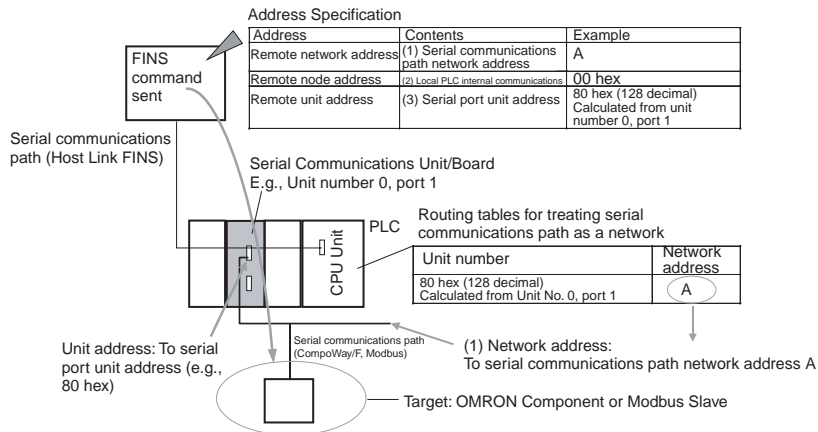 Address Specification
Address Contents Example
Remote network address (1) Serial communications path network address A
Remote node address (2) Local PLC internal communications 00 hex
Remote unit address (3) Serial port unit address 80 hex (128 decimal)
Calculated from unit
number 0, port 1
FINS
command
sent
Serial communications
path (Host Link FINS)
Serial Communications Unit/Board
E.g., Unit number 0, port 1
PLC
CPU Unit
Routing tables for treating serial
communications path as a network
Unit number Network address
80 hex (128 decimal)
Calculated from Unit No. 0, port 1 A
Unit address: To serial
port unit address (e.g.,
80 hex)
Serial communications path
(CompoWay/F, Modbus)
(1) Network address:
To serial communications path network address A
Target: OMRON Component or Modbus Slave